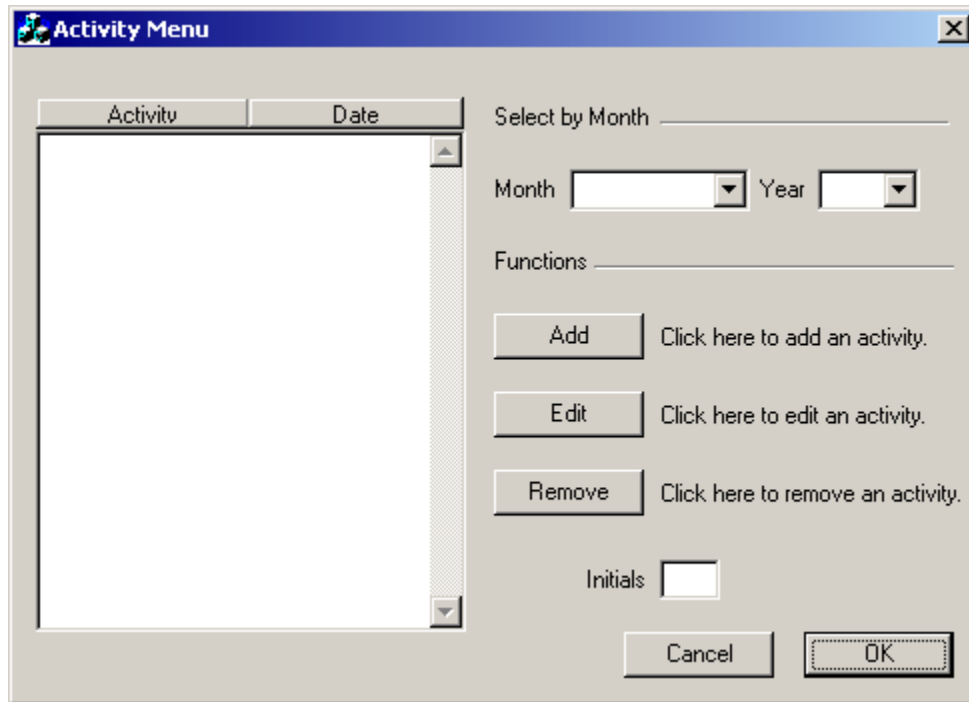 Activity Menu
Activity Date
Select by Month
Month Year
Functions
Add Click here to add an activity.
Edit Click here to edit an activity.
Remove Click here to remove an activity.
Initials
Cancel OK